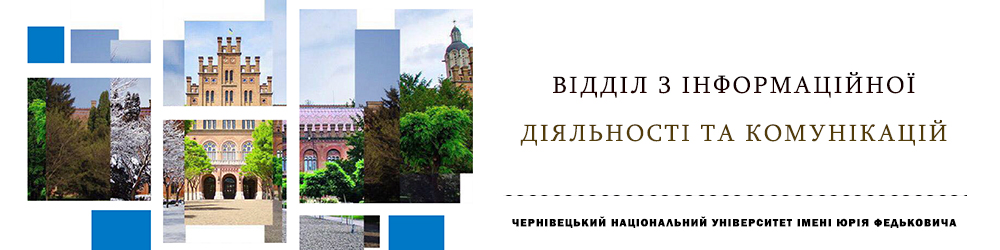 ВІДДІЛ З ІНФОРМАЦІЙНОЇ
ДІЯЛЬНОСТІ ТА КОМУНІКАЦІЙ
ЧЕРНІВЕЦЬКИЙ НАЦІОНАЛЬНИЙ УНІВЕРСИТЕТ ІМЕНІ ЮРІЯ ФЕДЬКОВИЧА